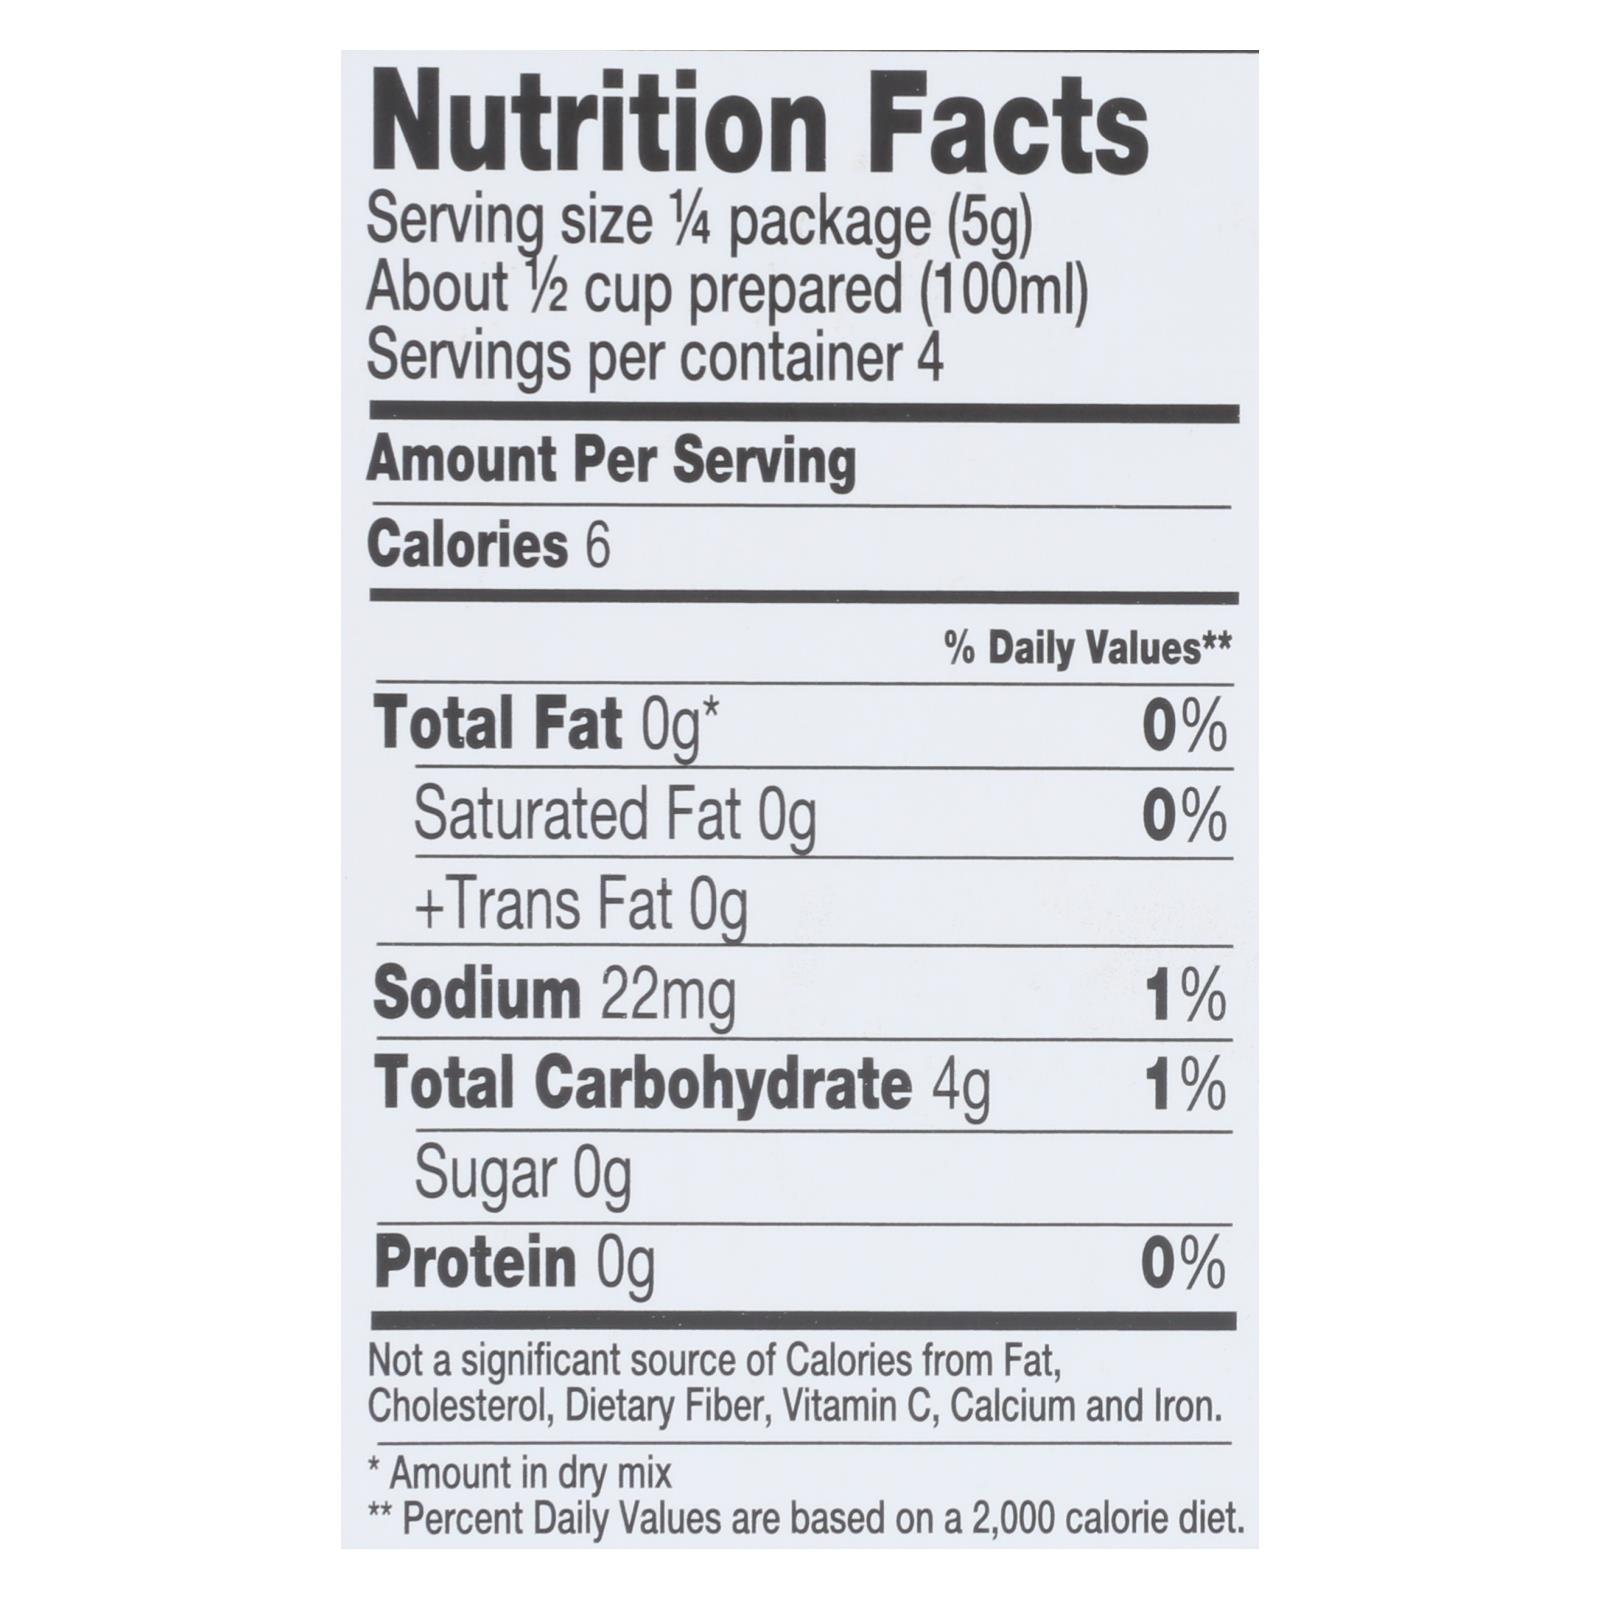 Nutrition Facts
Serving size ¼ package (5g)
About ½ cup prepared (100ml)
Servings per container 4
Amount Per Serving
Calories 6
% Daily Values**
Total Fat 0g* 0%
Saturated Fat 0g 0%
+Trans Fat 0g
Sodium 22mg 1%
Total Carbohydrate 4g 1%
Sugar 0g
Protein 0g 0%
Not a significant source of Calories from Fat,
Cholesterol, Dietary Fiber, Vitamin C, Calcium and Iron.
* Amount in dry mix
** Percent Daily Values are based on a 2,000 calorie diet.